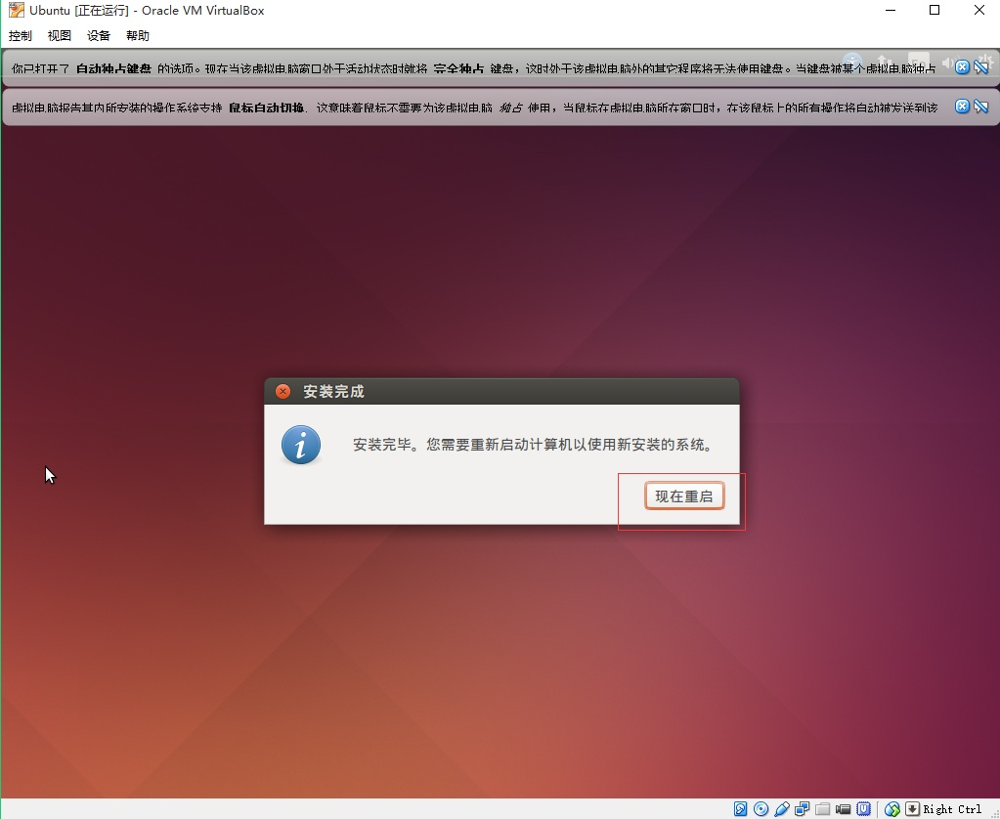 Ubuntu [正在运行] - Oracle VM VirtualBox
控制 视图 设备 帮助
你已打开了 自动独占键盘 的选项。现在当该虚拟电脑窗口处于活动状态时就将 完全独占 键盘，这时处于该虚拟电脑外的其它程序将无法使用键盘。当键盘被某个虚拟电脑独占
虚拟电脑报告其内所安装的操作系统支持 鼠标自动切换. 这意味着鼠标不需要为该虚拟电脑 独占 使用，当鼠标在虚拟电脑所在窗口时，在该鼠标上的所有操作将自动被发送到该
安装完成
安装完毕。您需要重新启动计算机以使用新安装的系统。
现在重启
Right Ctrl